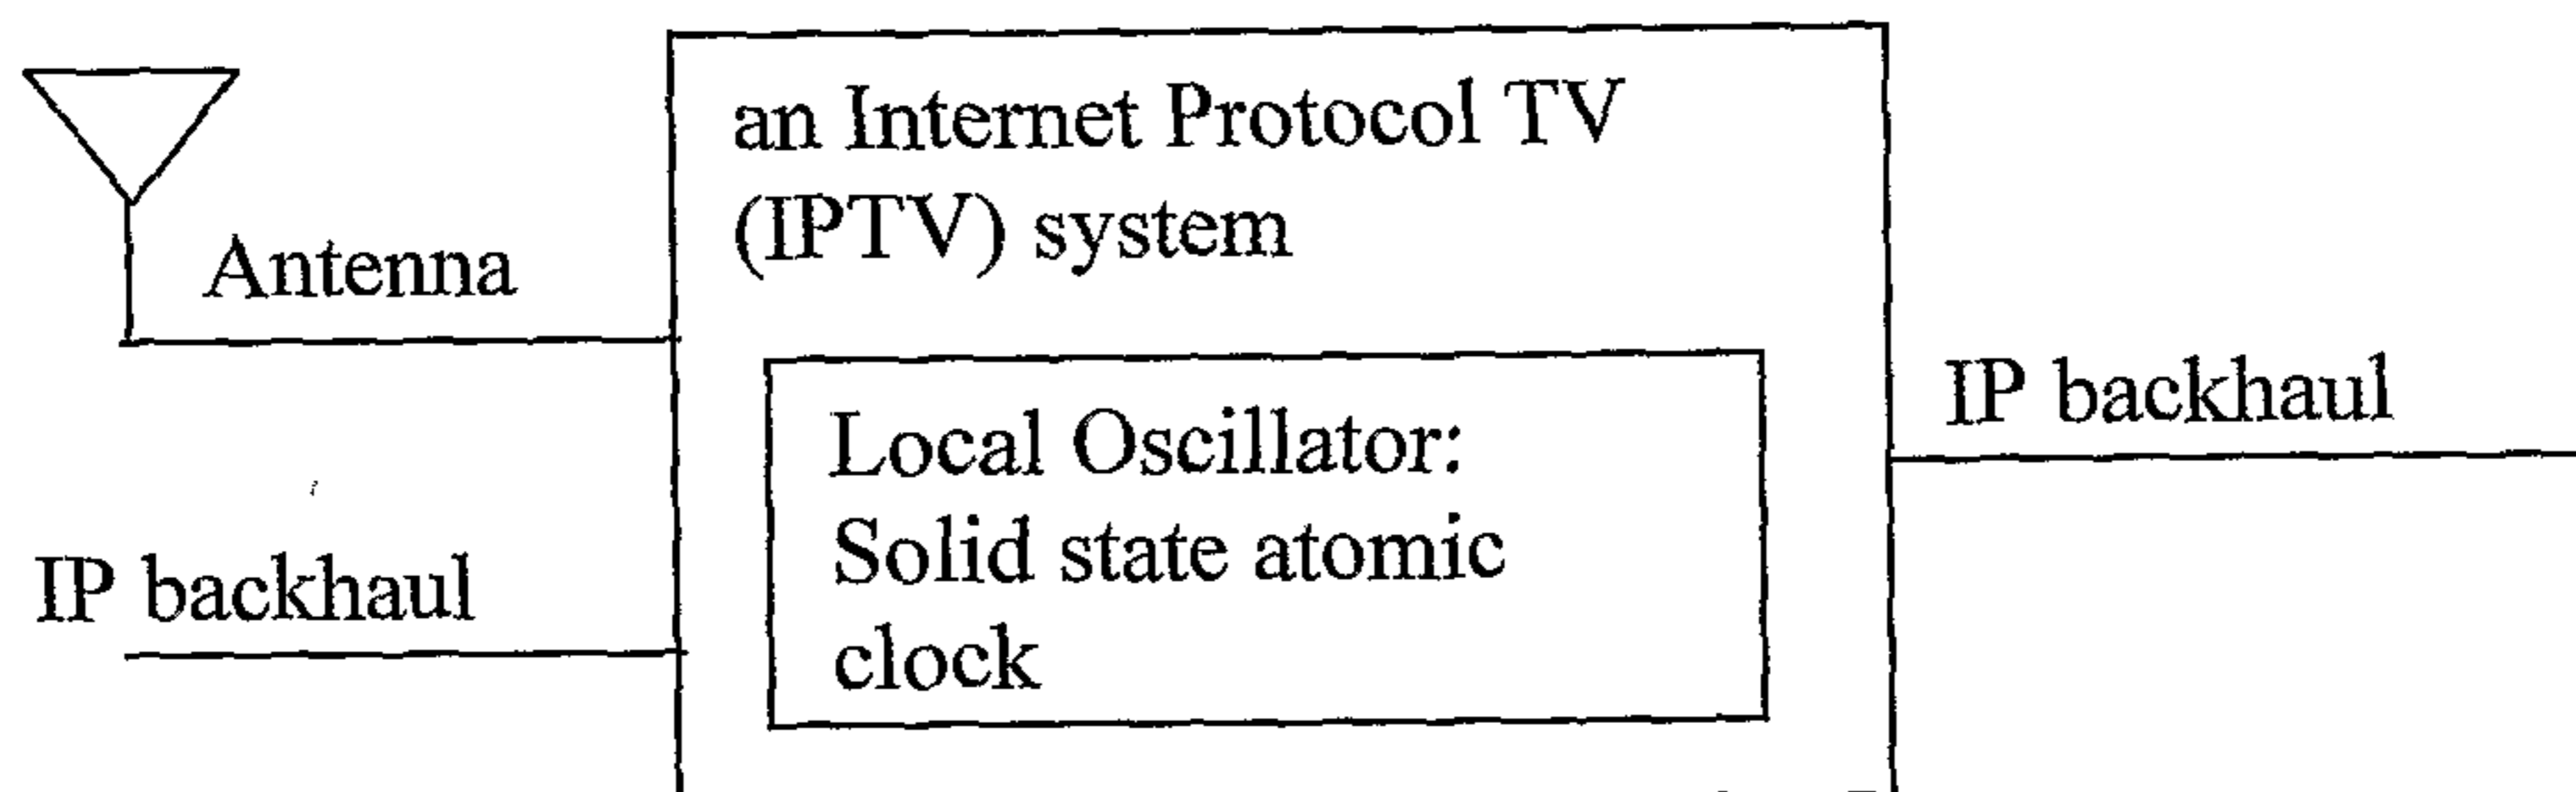 an Internet Protocol TV
(IPTV) system
Antenna
Local Oscillator:
Solid state atomic
clock
IP backhaul
IP backhaul